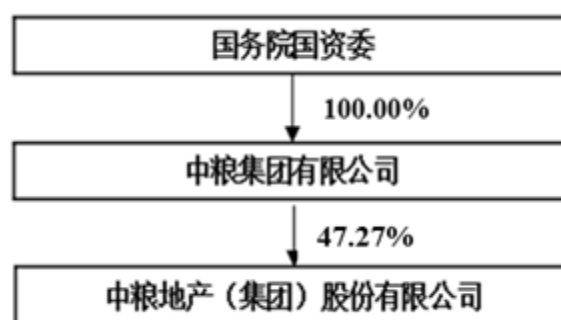 国务院国资委
100.00%
中粮集团有限公司
47.27%
中粮地产（集团）股份有限公司